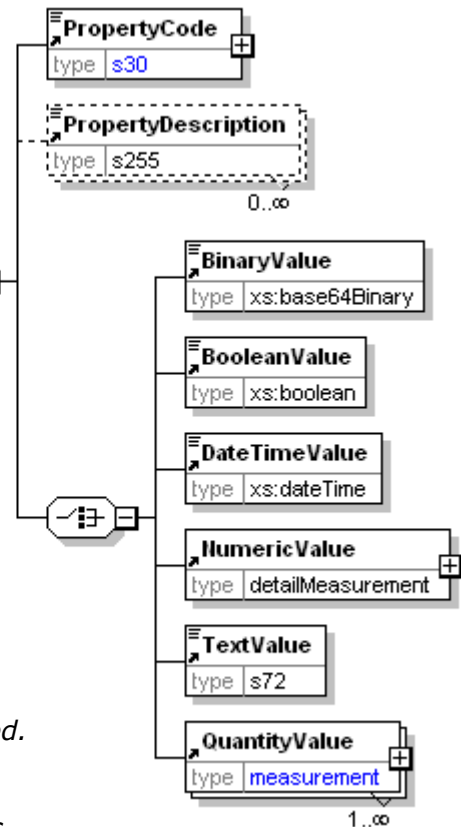 PropertyCode
type s30
PropertyDescription
type s255
0..∞
BinaryValue
type xs:base64Binary
BooleanValue
type xs:boolean
DateTimeValue
type xs:dateTime
NumericValue
type detailMeasurement
TextValue
type s72
d.
QuantityValue
type measurement
1..∞